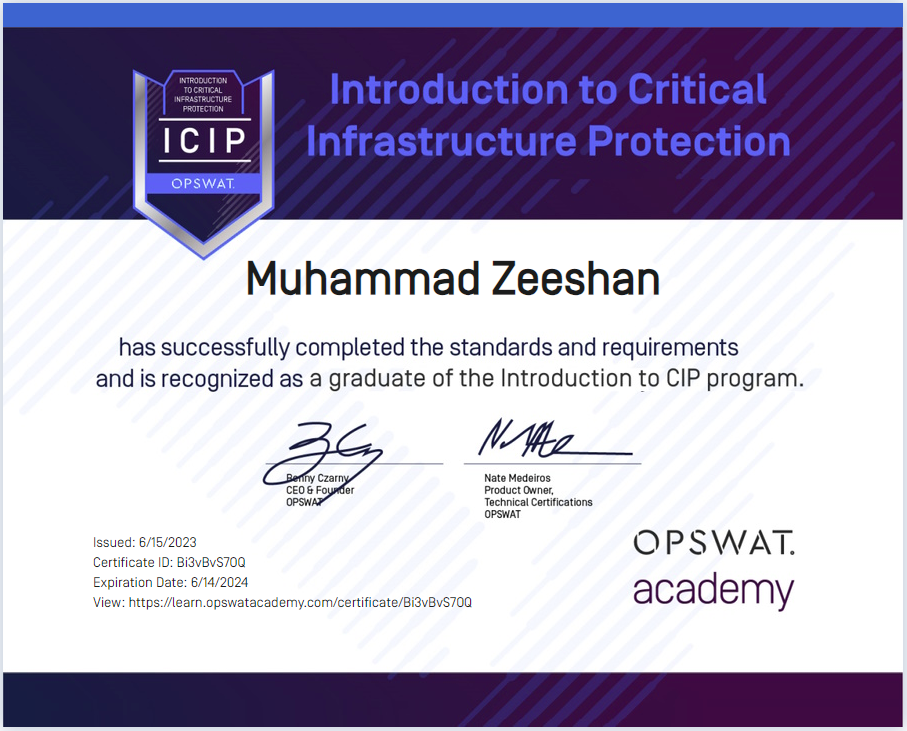 INTRODUCTION
TO CRITICAL
INFRASTRUCTURE
PROTECTION
ICIP
OPSWAT.
Introduction to Critical
Infrastructure Protection
Muhammad Zeeshan
has successfully completed the standards and requirements
and is recognized as a graduate of the Introduction to CIP program.
Benny Czarny
CEO & Founder
OPSWAT
Nate Medeiros
Product Owner,
Technical Certifications
OPSWAT
Issued: 6/15/2023
Certificate ID: Bi3vBvS70Q
Expiration Date: 6/14/2024
View: https://learn.opswatacademy.com/certificate/Bi3vBvS70Q
OPSWAT.
academy